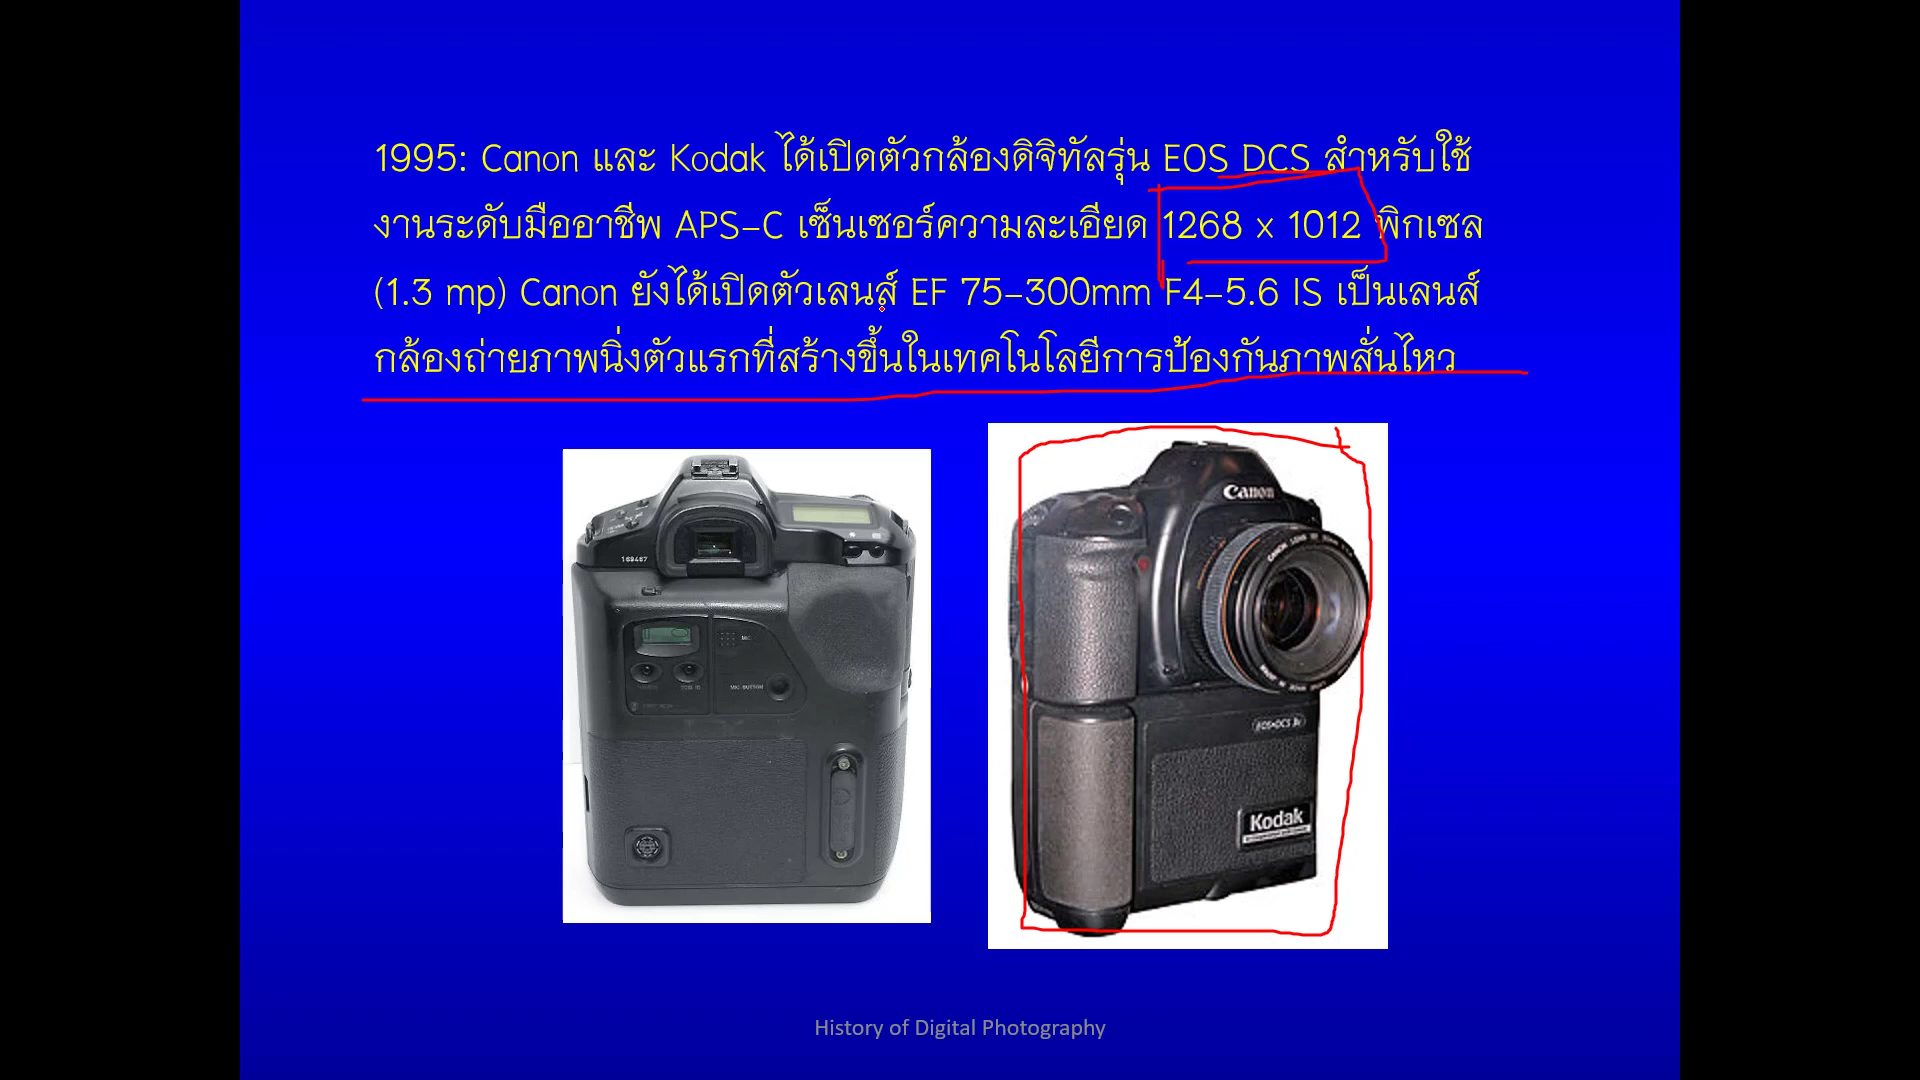 1995: Canon และ Kodak ได้เปิดตัวกล้องดิจิทัลรุ่น EOS DCS สำหรับใช้
งานระดับมืออาชีพ APS-C เซ็นเซอร์ความละเอียด 1268 x 1012 พิกเซล
(1.3 mp) Canon ยังได้เปิดตัวเลนส์ EF 75-300mm F4-5.6 IS เป็นเลนส์
กล้องถ่ายภาพนิ่งตัวแรกที่สร้างขึ้นในเทคโนโลยีการป้องกันภาพสั่นไหว
Canon
169467
MIC
MIC BUTTON
Kodak
History of Digital Photography